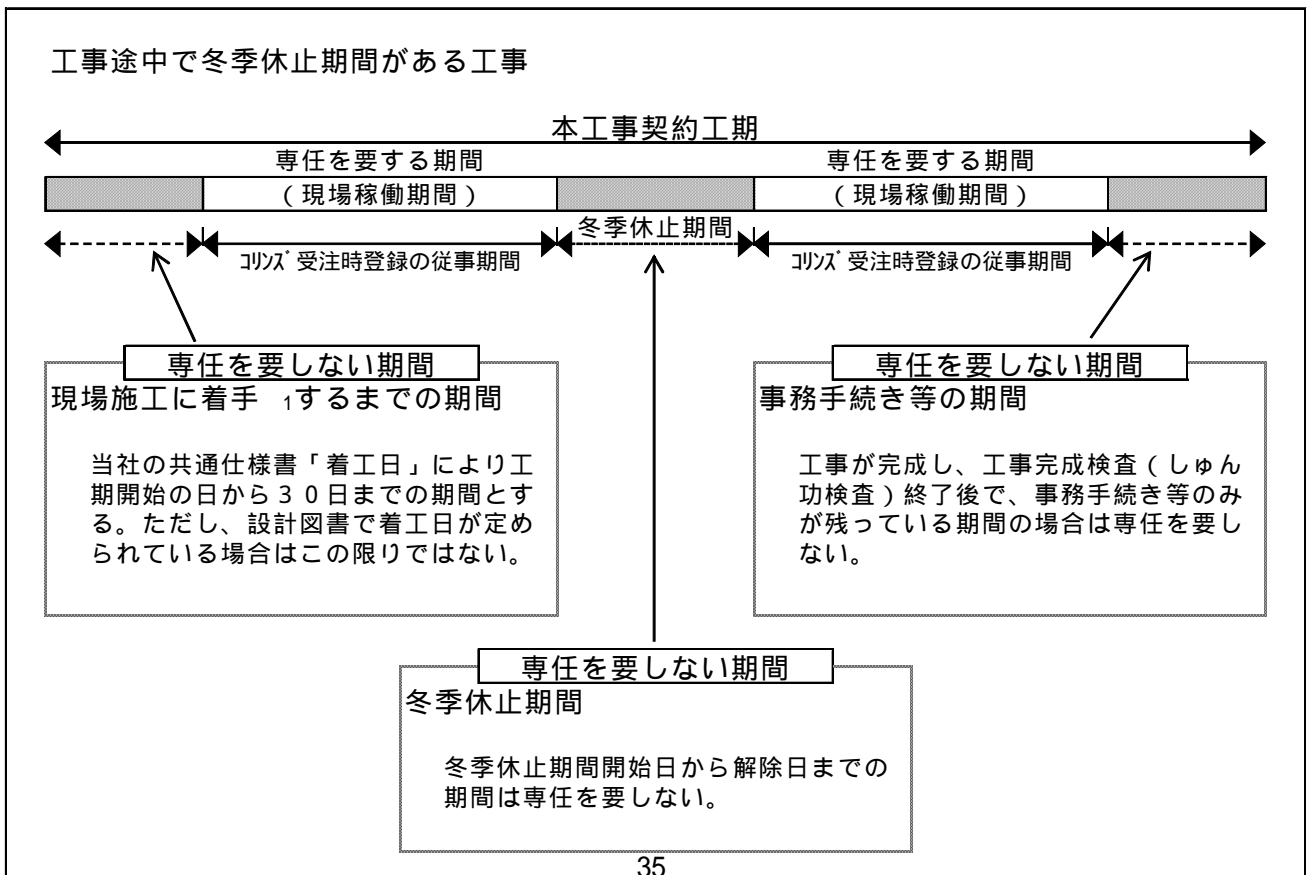 工事途中で冬季休止期間がある工事
本工事契約工期
専任を要する期間
専任を要する期間
(現場稼働期間)
(現場稼働期間)
冬季休止期間
ｺﾘﾝｽﾞ受注時登録の従事期間
ｺﾘﾝｽﾞ受注時登録の従事期間
専任を要しない期間
現場施工に着手 1するまでの期間
当社の共通仕様書「着工日」により工
期開始の日から３０日までの期間とす
る。ただし、設計図書で着工日が定め
られている場合はこの限りではない。
専任を要しない期間
事務手続き等の期間
工事が完成し、工事完成検査（しゅん
功検査）終了後で、事務手続き等のみ
が残っている期間の場合は専任を要し
ない。
専任を要しない期間
冬季休止期間
冬季休止期間開始日から解除日までの
期間は専任を要しない。
35